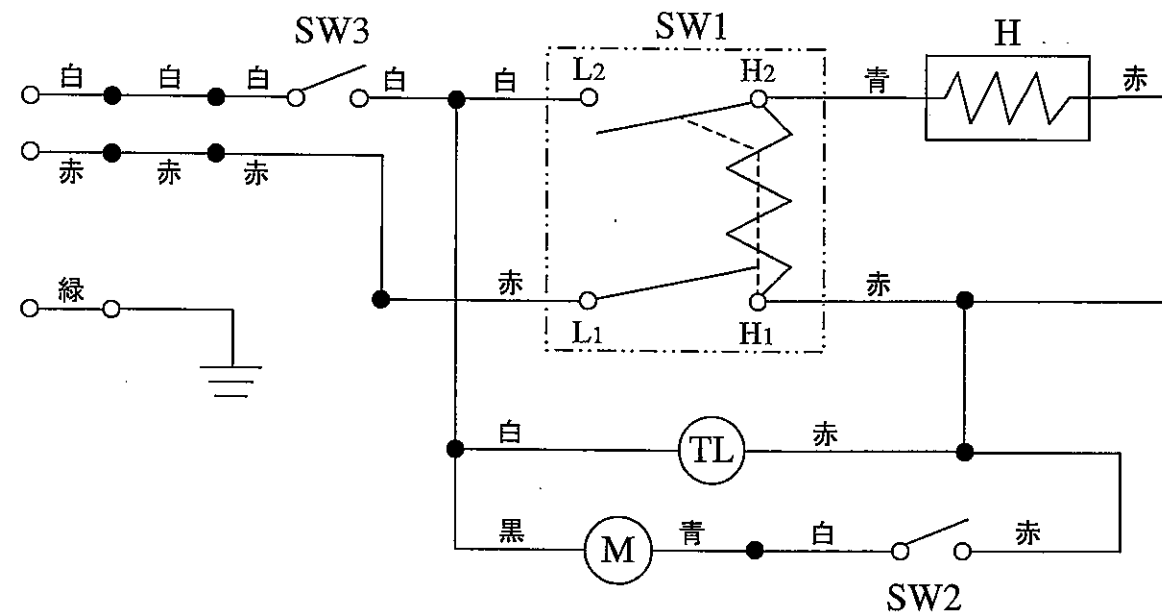 SW3 SW1 H
白 白 白 白 白 L2 H2 青 赤
赤 赤 赤
緑 赤 L1 H1 赤
白 TL 赤
黒 M 青 白 赤
SW2